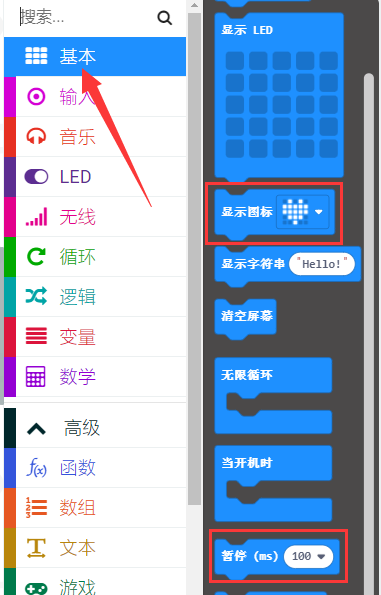 搜索...
基本
输入
音乐
LED
无线
循环
逻辑
变量
数学
高级
f(x) 函数
数组
文本
游戏
显示 LED
显示图标
显示字符串 "Hello!"
清空屏幕
无限循环
当开机时
暂停 (ms) 100